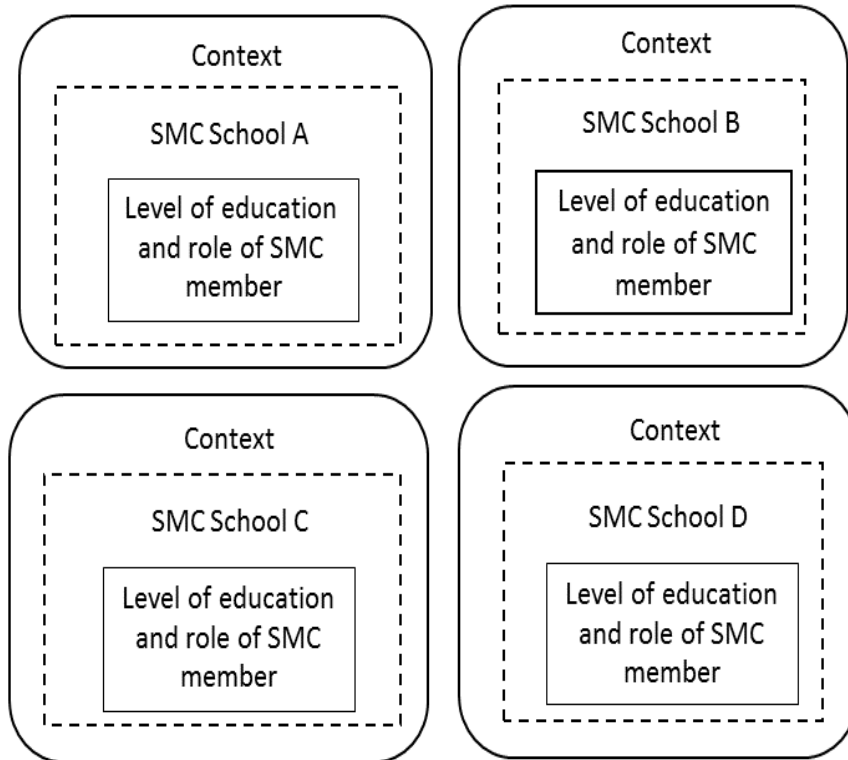 Context
SMC School A
Level of education
and role of SMC
member
Context
SMC School B
Level of education
and role of SMC
member
Context
SMC School C
Level of education
and role of SMC
member
Context
SMC School D
Level of education
and role of SMC
member